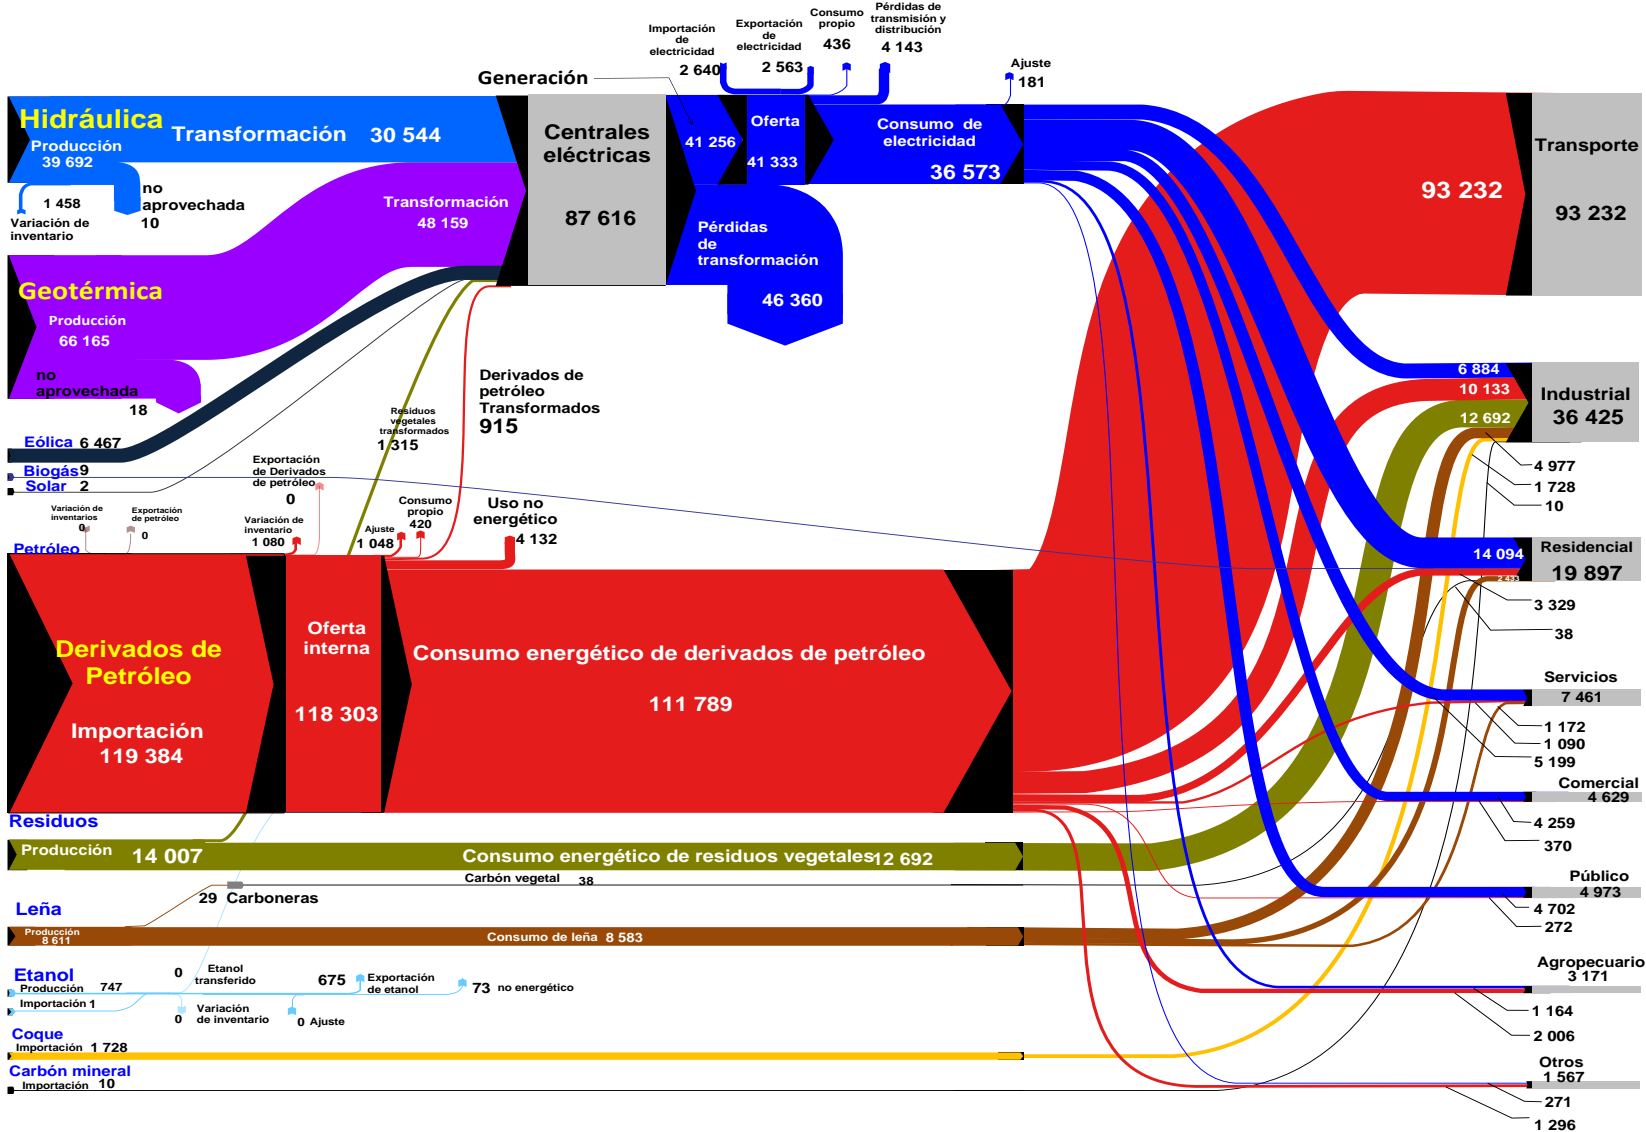 Importación
de
electricidad
2 640
Exportación
de
electricidad
2 563
Consumo
propio
436
Pérdidas de
transmisión y
distribución
4 143
Ajuste
181
Generación
Hidráulica
Producción
39 692
Transformación 30 544
no
aprovechada
10
1 458
Variación de
inventario
Centrales
eléctricas
87 616
41 256
Oferta
41 333
Consumo de
electricidad
36 573
Pérdidas
de
transformación
46 360
Transformación
48 159
Geotérmica
Producción
66 165
no
aprovechada
18
Eólica 6 467
Biogás 9
Solar 2
Derivados de
petróleo
Transformados
915
Residuos
vegetales
transformados
1 315
Exportación
de Derivados
de petróleo
0
Variación de
inventarios
0
Exportación
de petróleo
0
Variación de
inventario
1 080
Ajuste
1 048
Consumo
propio
420
Uso no
energético
4 132
Petróleo
Derivados de
Petróleo
Importación
119 384
Oferta
interna
118 303
Consumo energético de derivados de petróleo
111 789
Residuos
Producción 14 007
Consumo energético de residuos vegetales 12 692
Carbón vegetal 38
29 Carboneras
Leña
Producción
8 611
Consumo de leña 8 583
Etanol
Producción 747
Importación 1
0
Etanol
transferido
0
Variación
de inventario
675
Exportación
de etanol
0 Ajuste
73 no energético
Coque
Importación 1 728
Carbón mineral
Importación 10
93 232
Transporte
93 232
6 884
10 133
12 692
Industrial
36 425
4 977
1 728
10
14 094
2 433
Residencial
19 897
3 329
38
Servicios
7 461
1 172
1 090
5 199
Comercial
4 629
4 259
370
Público
4 973
4 702
272
Agropecuario
3 171
1 164
2 006
Otros
1 567
271
1 296